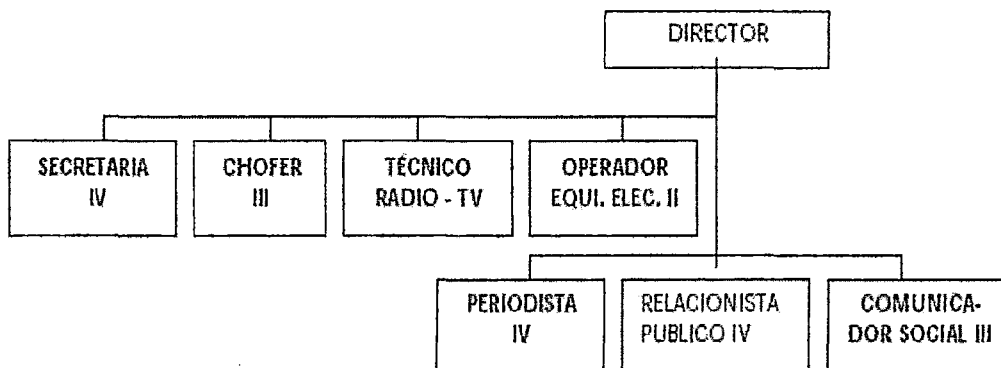 DIRECTOR
SECRETARIA
IV
CHOFER
III
TÉCNICO
RADIO - TV
OPERADOR
EQUI. ELEC. II
PERIODISTA
IV
RELACIONISTA
PUBLICO IV
COMUNICA-
DOR SOCIAL III